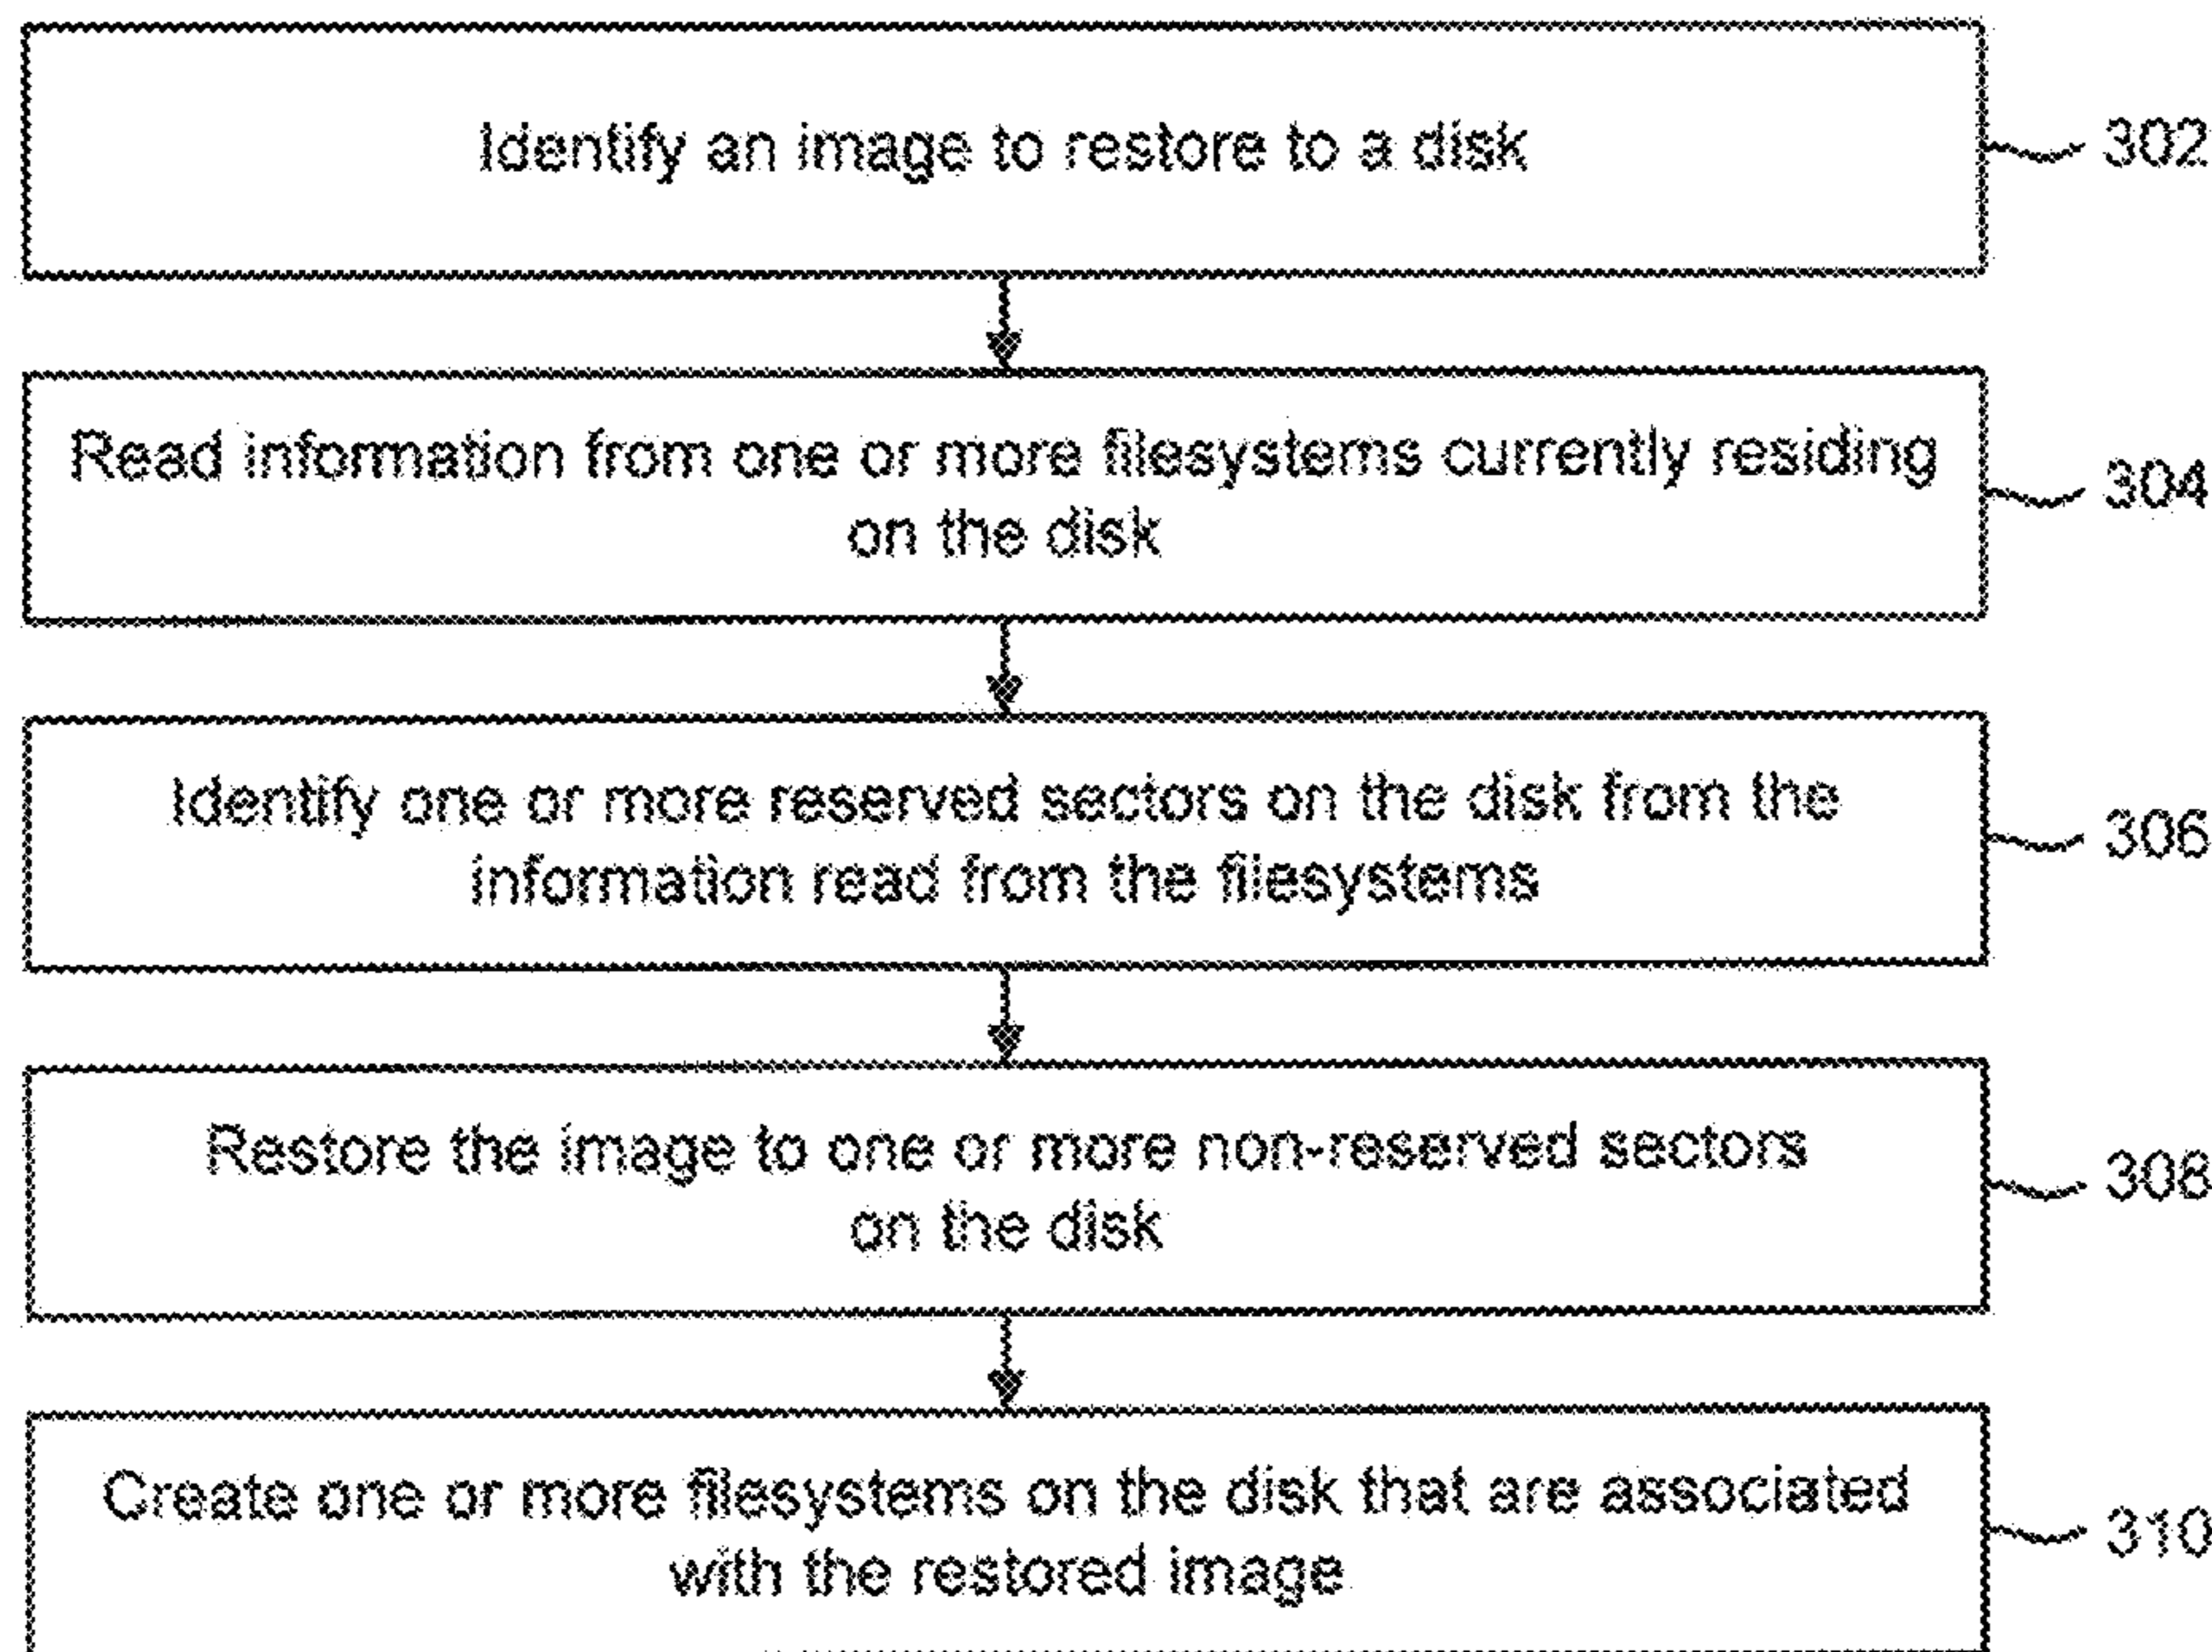 Identify an image to restore to a disk
302
Read information from one or more filesystems currently residing
on the disk
304
Identify one or more reserved sectors on the disk from the
information read from the filesystems
306
Restore the image to one or more non-reserved sectors
on the disk
308
Create one or more filesystems on the disk that are associated
with the restored image
310